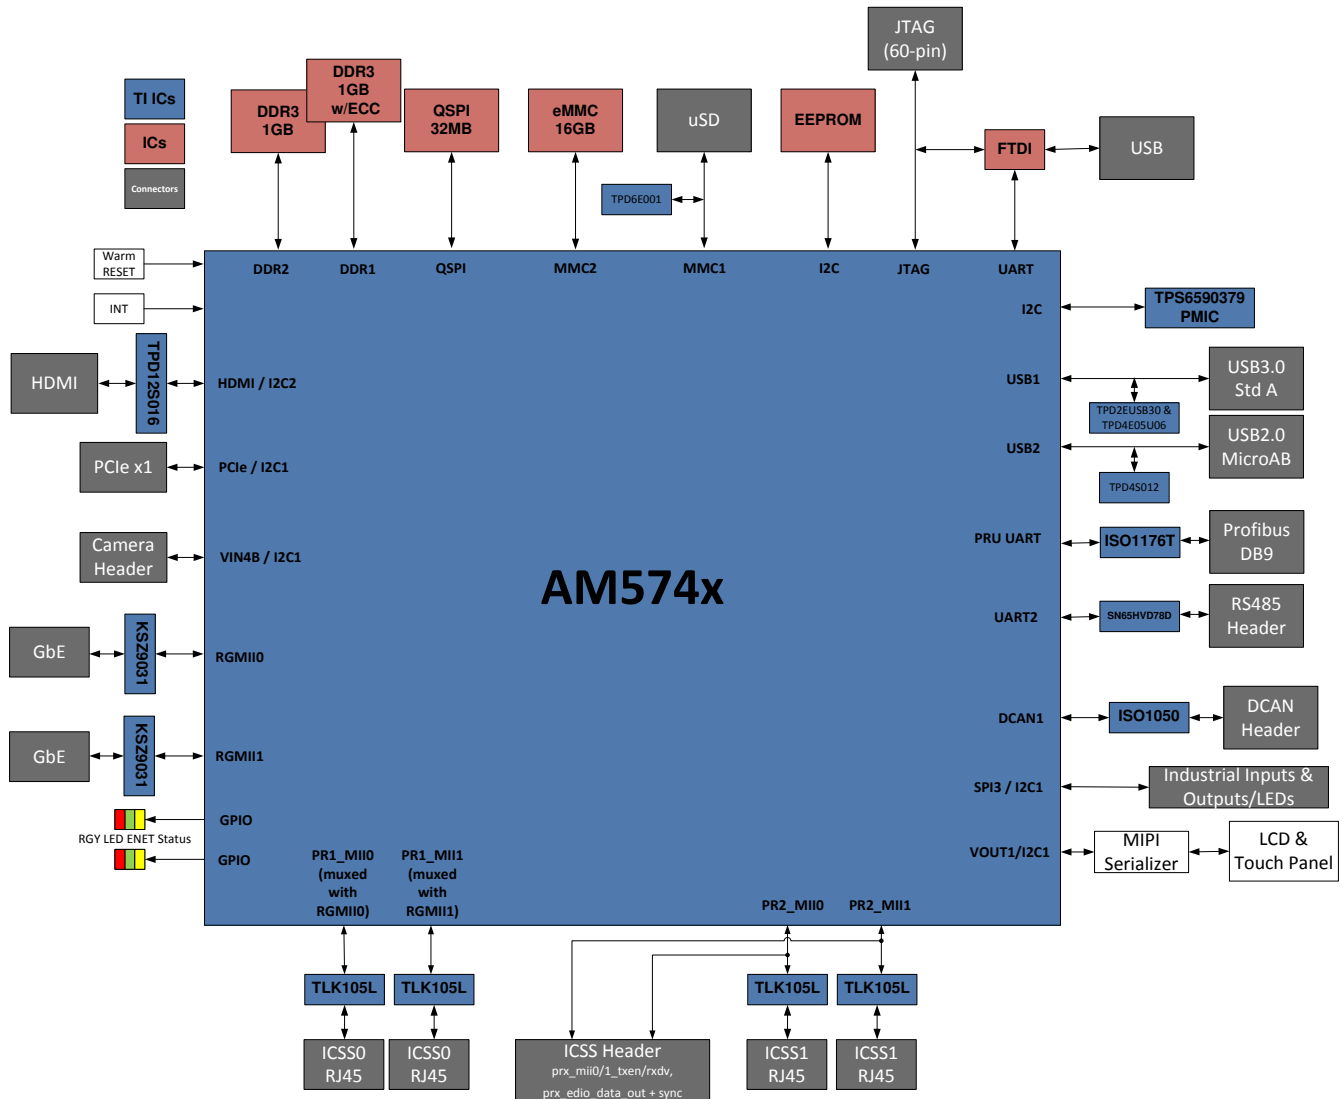 JTAG
(60-pin)
TI ICs
ICs
Connectors
DDR3
1GB
DDR3
1GB
w/ECC
QSPI
32MB
eMMC
16GB
uSD
EEPROM
FTDI
USB
TPD6E001
Warm
RESET
INT
DDR2
DDR1
QSPI
MMC2
MMC1
I2C
JTAG
UART
HDMI
TPD12S016
HDMI / I2C2
PCIe x1
PCIe / I2C1
Camera
Header
VIN4B / I2C1
GbE
KSZ9031
RGMII0
GbE
KSZ9031
RGMII1
GPIO
RGY LED ENET Status
GPIO
AM574x
I2C
TPS6590379
PMIC
USB1
USB3.0
Std A
TPD2EUSB30 &
TPD4E05U06
USB2
USB2.0
MicroAB
TPD4S012
PRU UART
ISO1176T
Profibus
DB9
UART2
SN65HVD78D
RS485
Header
DCAN1
ISO1050
DCAN
Header
SPI3 / I2C1
Industrial Inputs &
Outputs/LEDs
VOUT1/I2C1
MIPI
Serializer
LCD &
Touch Panel
PR1_MII0
(muxed
with
RGMII0)
PR1_MII1
(muxed
with
RGMII1)
PR2_MII0
PR2_MII1
TLK105L
TLK105L
TLK105L
TLK105L
ICSS0
RJ45
ICSS0
RJ45
ICSS Header
prx_mii0/1_txen/rxdv,
prx_edio_data_out + sync
ICSS1
RJ45
ICSS1
RJ45